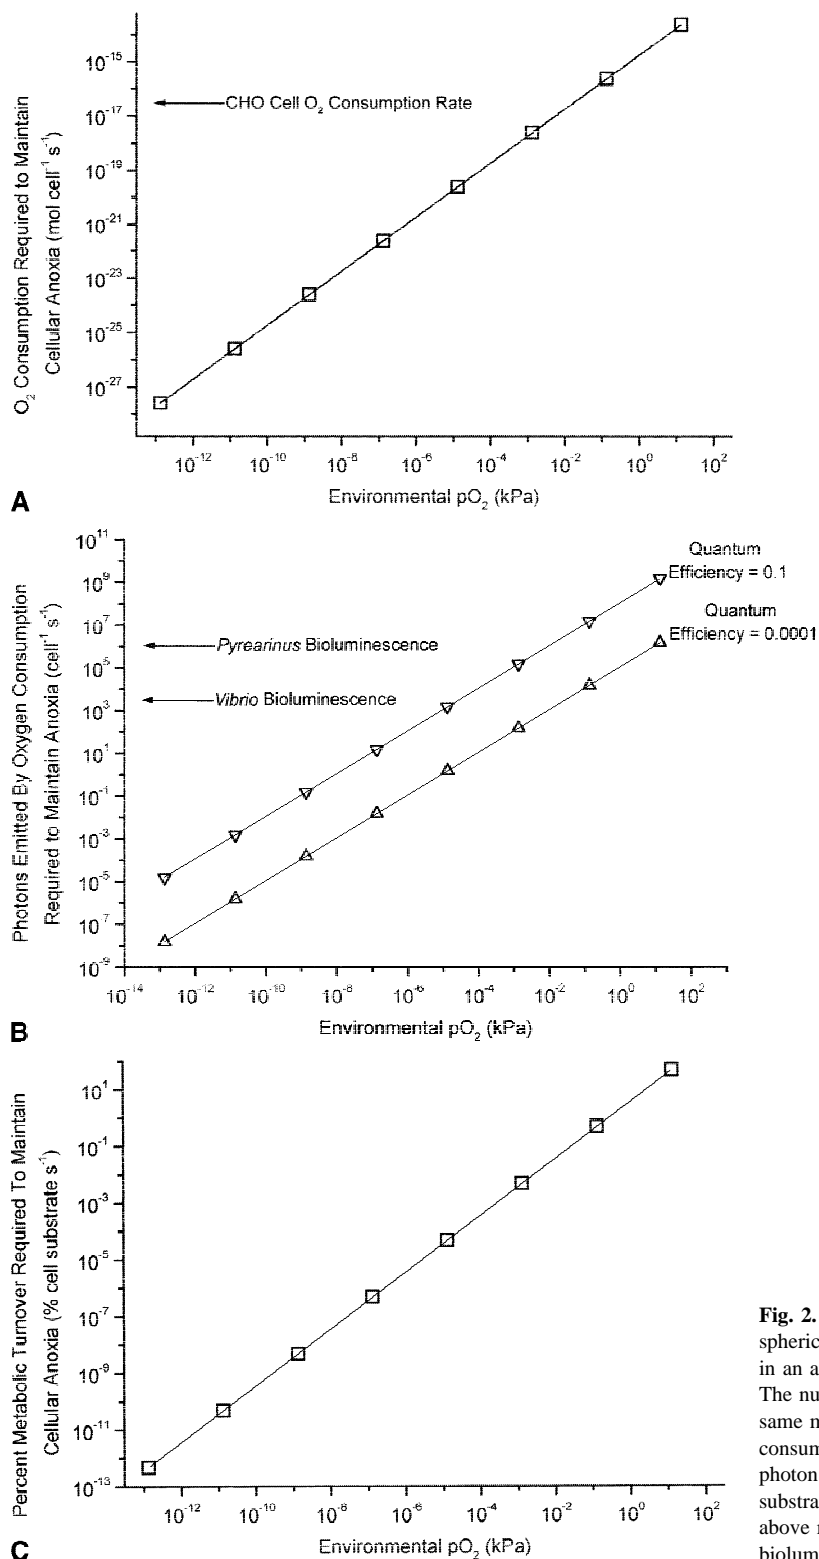 O₂ Consumption Required to Maintain
Cellular Anoxia (mol cell⁻¹ s⁻¹)
10⁻¹⁵
10⁻¹⁷
10⁻¹⁹
10⁻²¹
10⁻²³
10⁻²⁵
10⁻²⁷
CHO Cell O₂ Consumption Rate
10⁻¹² 10⁻¹⁰ 10⁻⁸ 10⁻⁶ 10⁻⁴ 10⁻² 10⁰ 10²
Environmental pO₂ (kPa)
A
Photons Emitted By Oxygen Consumption
Required to Maintain Anoxia (cell⁻¹ s⁻¹)
10¹¹
10⁹
10⁷
10⁵
10³
10¹
10⁻¹
10⁻³
10⁻⁵
10⁻⁷
10⁻⁹
Quantum
Efficiency = 0.1
Quantum
Efficiency = 0.0001
Pyrearinus Bioluminescence
Vibrio Bioluminescence
10⁻¹⁴ 10⁻¹² 10⁻¹⁰ 10⁻⁸ 10⁻⁶ 10⁻⁴ 10⁻² 10⁰ 10²
Environmental pO₂ (kPa)
B
Percent Metabolic Turnover Required To Maintain
Cellular Anoxia (% cell substrate s⁻¹)
10¹
10⁻¹
10⁻³
10⁻⁵
10⁻⁷
10⁻⁹
10⁻¹¹
10⁻¹³
10⁻¹² 10⁻¹⁰ 10⁻⁸ 10⁻⁶ 10⁻⁴ 10⁻² 10⁰ 10²
Environmental pO₂ (kPa)
C
Fig. 2.
spheric
in an a
The nu
same n
consum
photon
substra
above